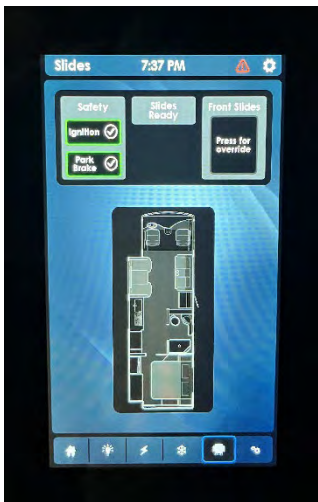 Slides 7:37 PM
Safety
Ignition
Park
Brake
Slides
Ready
Front Slides
Press for
override